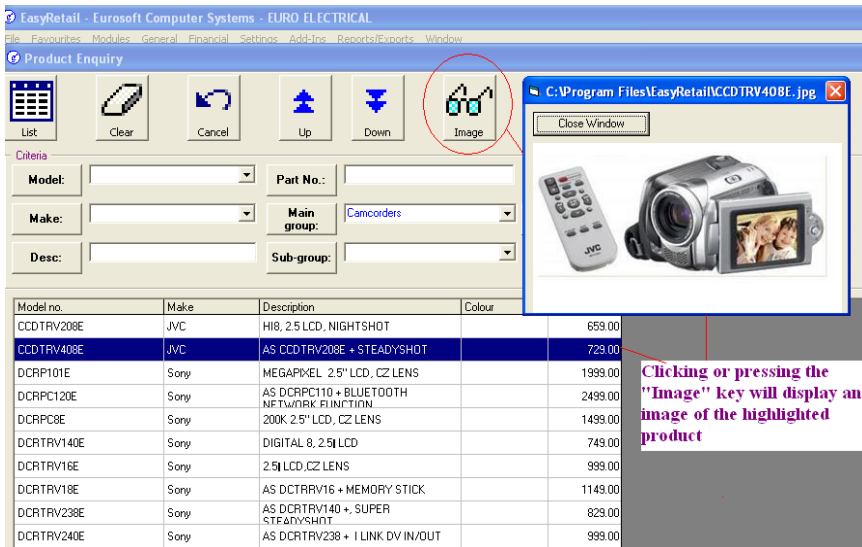 EasyRetail - Eurosoft Computer Systems - EURO ELECTRICAL
File Favourites Modules General Financial Settings Add-Ins Reports/Exports Window
Product Enquiry
List Clear Cancel Up Down Image
C:\Program Files\EasyRetail\CCDTRV408E.jpg
Close Window
Criteria
Model: Part No.:
Make: Main group: Camcorders
Desc: Sub-group:
JVC
Model no. Make Description Colour
CCDTRV208E JVC HI8, 2.5 LCD, NIGHTSHOT 659.00
CCDTRV408E JVC AS CCDTRV208E + STEADYSHOT 729.00
DCRP101E Sony MEGAPIXEL 2.5" LCD, CZ LENS 1999.00
DCRPC120E Sony AS DCRPC110 + BLUETOOTH NETWORK FUNCTION 2499.00
DCRPC8E Sony 200K 2.5" LCD, CZ LENS 1499.00
DCRTRV140E Sony DIGITAL 8, 2.5 LCD 749.00
DCRTRV16E Sony 2.5 LCD,CZ LENS 999.00
DCRTRV18E Sony AS DCTRRV16 + MEMORY STICK 1149.00
DCRTRV238E Sony AS DCRTRV140 +, SUPER STEADYSHOT 829.00
DCRTRV240E Sony AS DCRTRV238 + I LINK DV IN/OUT 999.00
Clicking or pressing the
"Image" key will display an
image of the highlighted
product